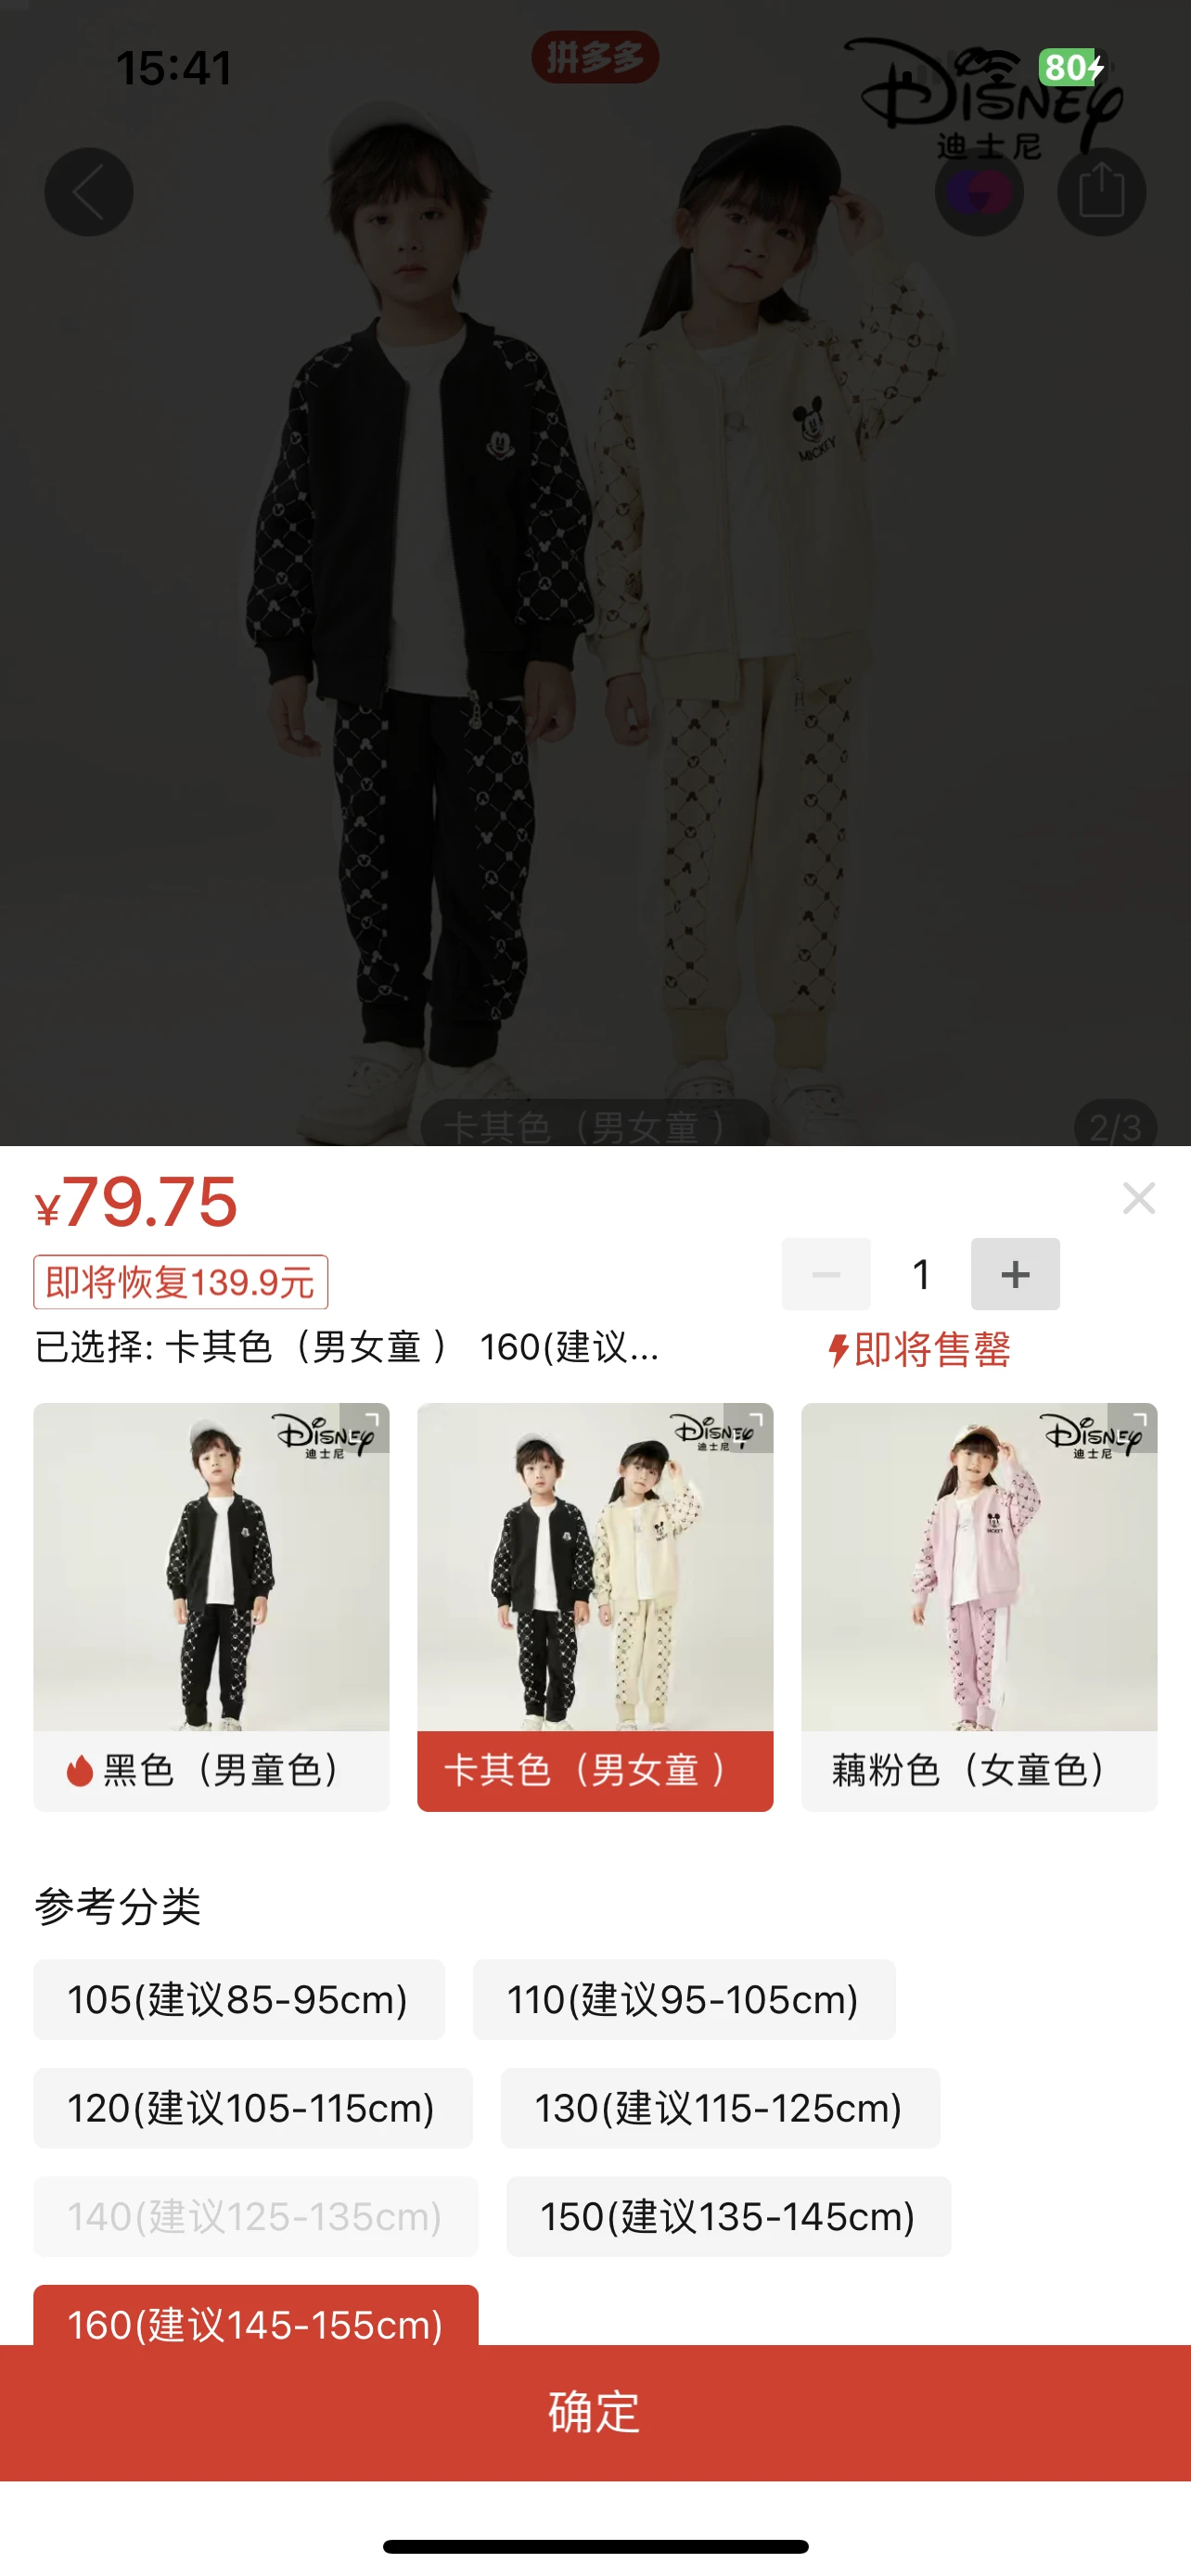 15:41
拼多多
80
Disney
迪士尼
MICKEY
卡其色（男女童 ）
2/3
¥79.75
即将恢复139.9元
1
已选择: 卡其色（男女童 ） 160(建议...
即将售罄
Disney
迪士尼
Disney
迪士尼
Disney
迪士尼
MICKEY
黑色（男童色）
卡其色（男女童 ）
藕粉色（女童色）
参考分类
105(建议85-95cm)
110(建议95-105cm)
120(建议105-115cm)
130(建议115-125cm)
140(建议125-135cm)
150(建议135-145cm)
160(建议145-155cm)
确定